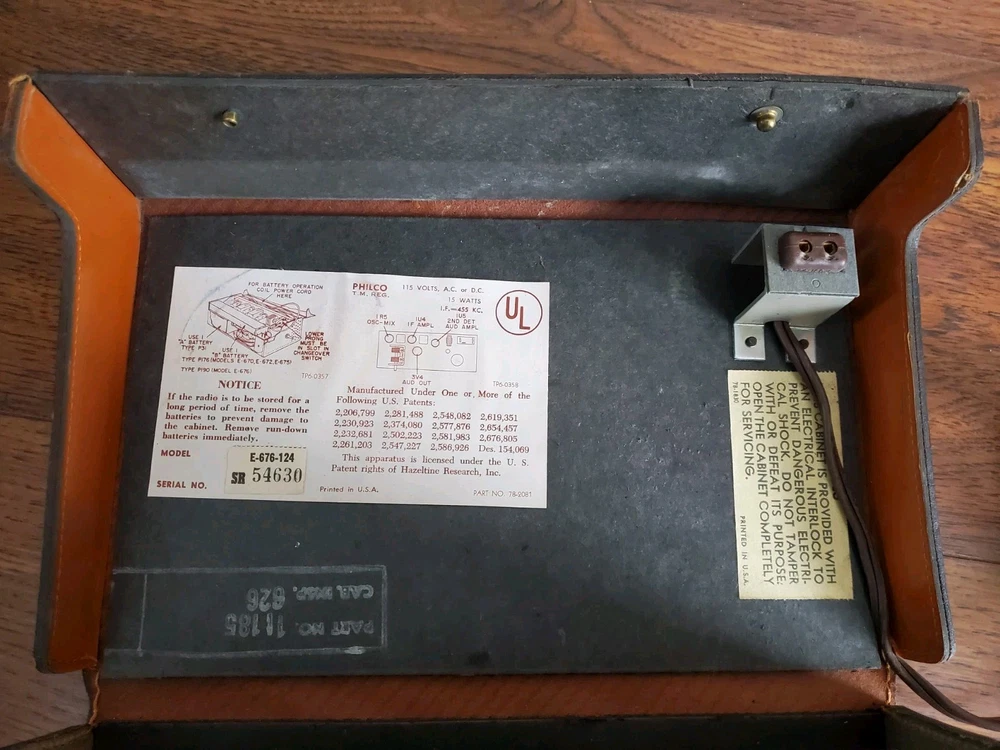 FOR BATTERY OPERATION
COIL POWER CORD
HERE
USE 1
"A" BATTERY
TYPE P31
USE 1
"B" BATTERY
TYPE P176 (MODELS E-670, E-672, E-675)
TYPE P190 (MODEL E-676)
LOWER
PRONG
MUST BE
IN SLOT IN
CHANGEOVER
SWITCH
TP6-0357
NOTICE
If the radio is to be stored for a
long period of time, remove the
batteries to prevent damage to
the cabinet. Remove run-down
batteries immediately.
MODEL E-676-124
SERIAL NO. SR 54630
PHILCO 115 VOLTS, A.C. or D.C.
T.M. REG. 15 WATTS
I.F.=455 KC.
1R5
OSC-MIX
1U4
IF AMPL
1U5
2ND DET
AUD AMPL
3V4
AUD OUT
TP6-0358
UL
Manufactured Under One or More of the
Following U.S. Patents:
2,206,799 2,281,488 2,548,082 2,619,351
2,230,923 2,374,080 2,577,876 2,654,457
2,232,681 2,502,223 2,581,983 2,676,805
2,261,203 2,547,227 2,586,926 Des. 154,069
This apparatus is licensed under the U. S.
Patent rights of Hazeltine Research, Inc.
Printed in U.S.A. PART NO. 78-2081
CABINET IS PROVIDED WITH
AN ELECTRICAL INTERLOCK TO
PREVENT DANGEROUS ELECTRI-
CAL SHOCK. DO NOT TAMPER
WITH OR DEFEAT ITS PURPOSE;
OPEN THE CABINET COMPLETELY
FOR SERVICING.
78-1830 PRINTED IN U.S.A.
PART NO. 11185
CAB. INSP. 626